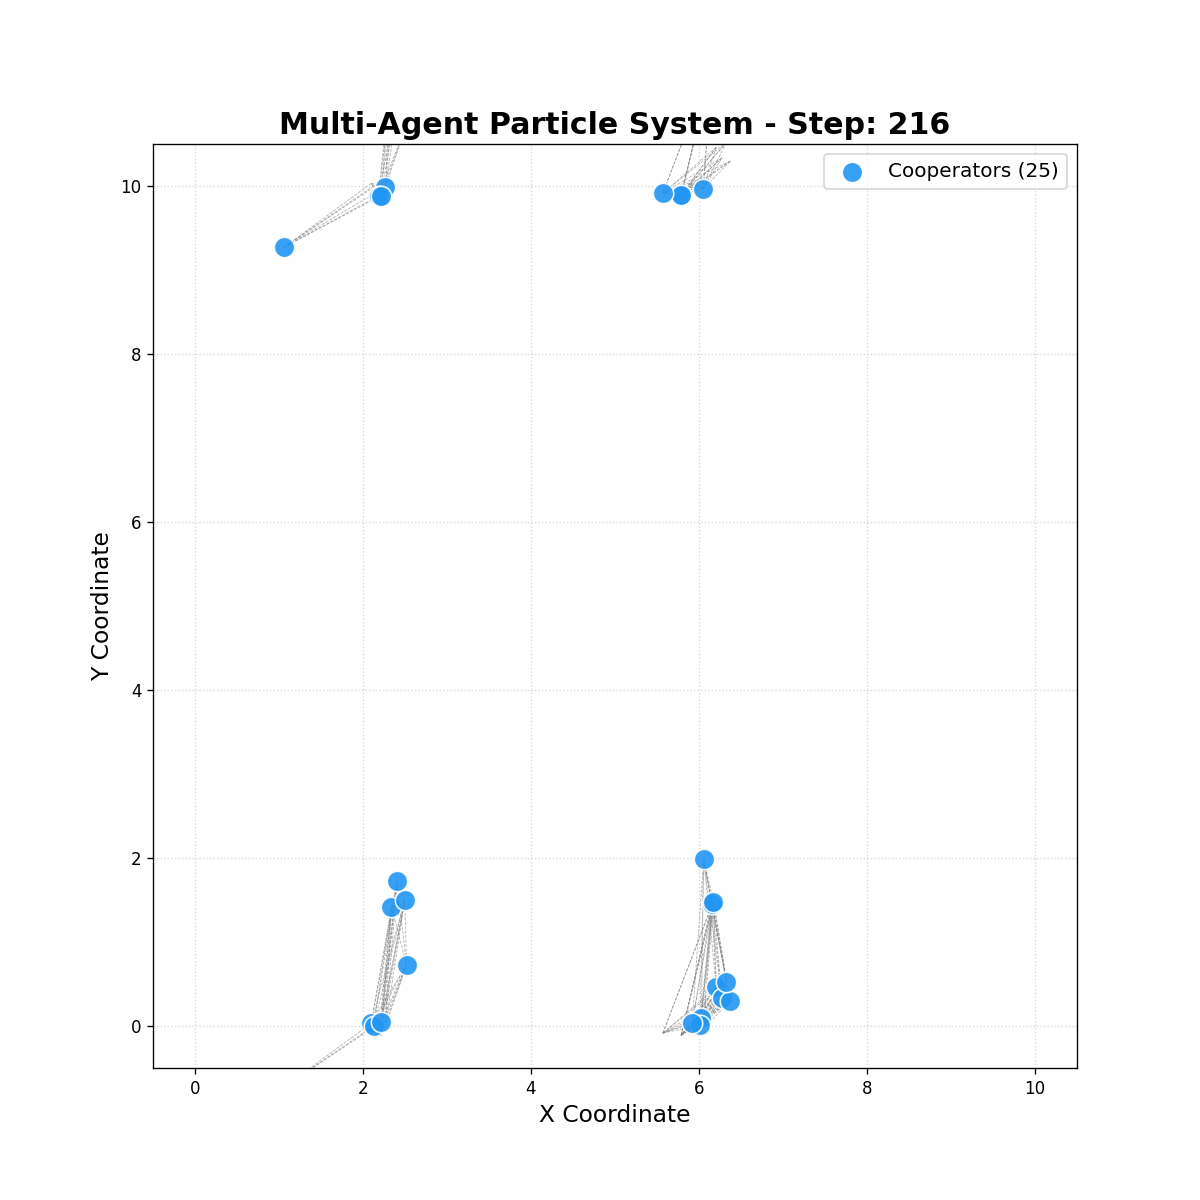 Multi-Agent Particle System - Step: 216
Cooperators (25)
10
8
6
4
2
0
Y Coordinate
0 2 4 6 8 10
X Coordinate